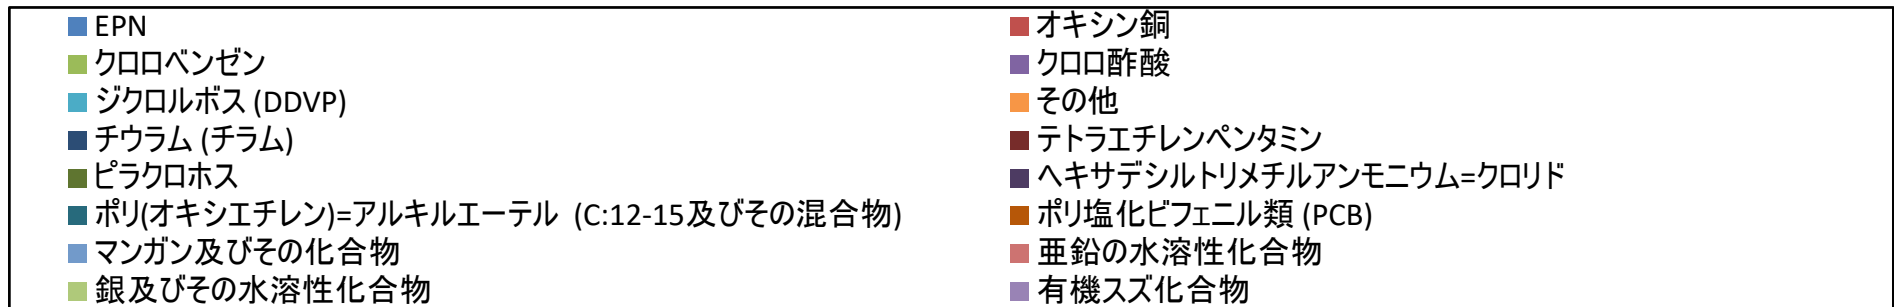 EPN オキシン銅
クロロベンゼン クロロ酢酸
ジクロルボス (DDVP) その他
チウラム (チラム) テトラエチレンペンタミン
ピラクロホス ヘキサデシルトリメチルアンモニウム=クロリド
ポリ(オキシエチレン)=アルキルエーテル (C:12-15及びその混合物) ポリ塩化ビフェニル類 (PCB)
マンガン及びその化合物 亜鉛の水溶性化合物
銀及びその水溶性化合物 有機スズ化合物